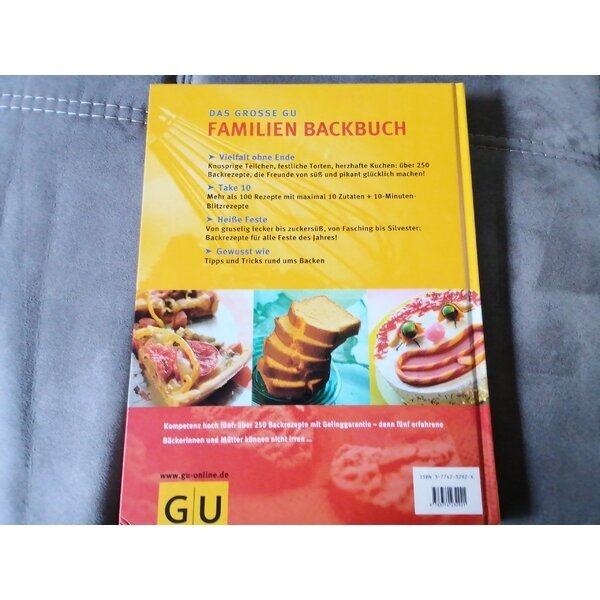 DAS GROSSE GU
FAMILIEN BACKBUCH
➤ Vielfalt ohne Ende
Knusprige Teilchen, festliche Torten, herzhafte Kuchen: über 250
Backrezepte, die Freunde von süß und pikant glücklich machen!
➤ Take 10
Mehr als 100 Rezepte mit maximal 10 Zutaten + 10-Minuten-
Blitzrezepte
➤ Heiße Feste
Von gruselig lecker bis zuckersüß, von Fasching bis Silvester:
Backrezepte für alle Feste des Jahres!
➤ Gewusst wie
Tipps und Tricks rund ums Backen
Kompetenz hoch fünf: über 250 Backrezepte mit Gelinggarantie – denn fünf erfahrene
Bäckerinnen und Mütter können nicht irren ...
www.gu-online.de
GU
ISBN 3-7742-3292-X